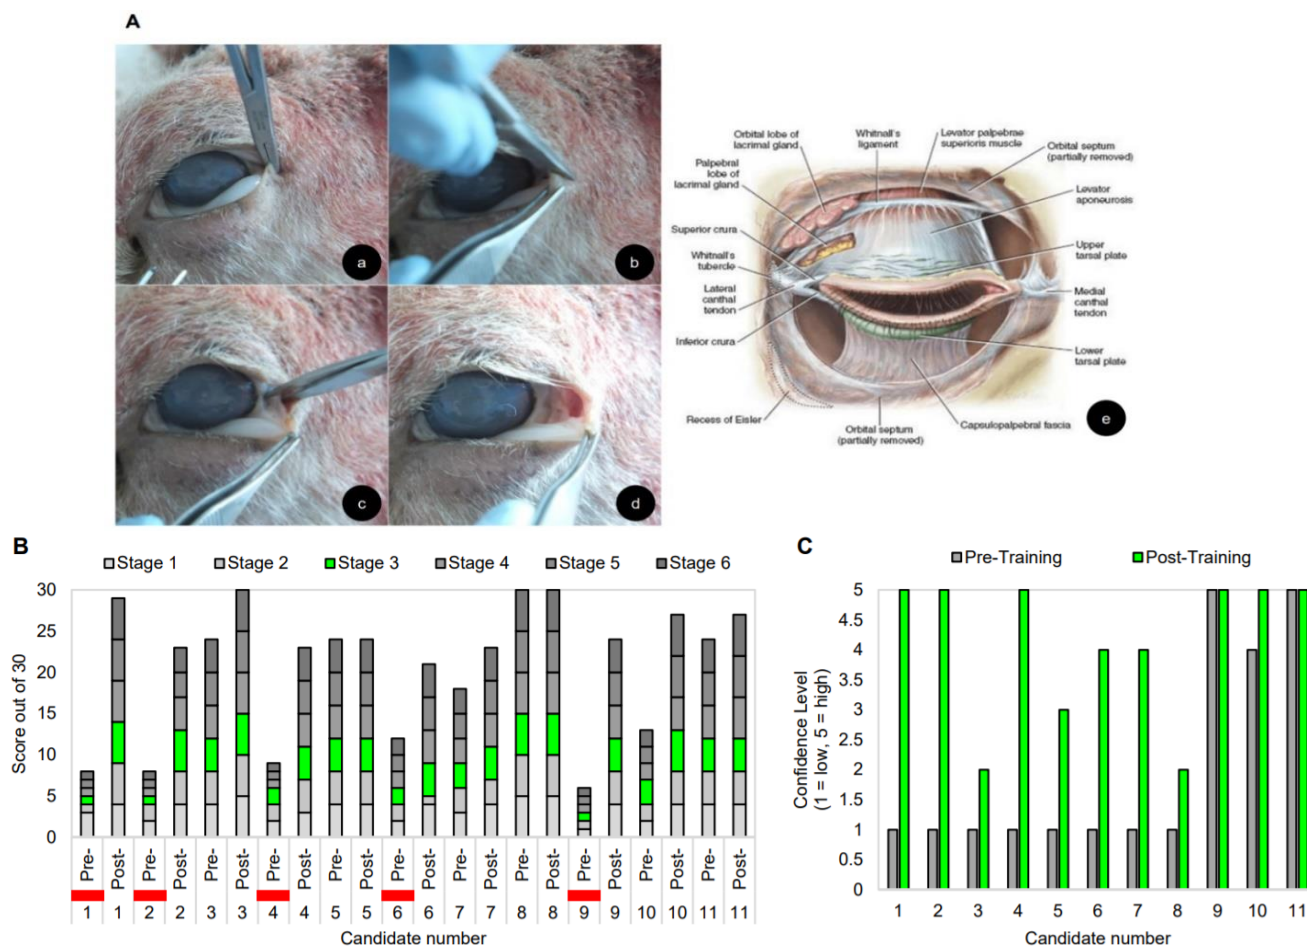 A
a
b
c
d
Orbital lobe of
lacrimal gland
Whitnall's
ligament
Levator palpebrae
superioris muscle
Orbital septum
(partially removed)
Palpebral
lobe of
lacrimal gland
Levator
aponeurosis
Superior crura
Upper
tarsal plate
Whitnall's
tubercle
Lateral
canthal
tendon
Medial
canthal
tendon
Inferior crura
Lower
tarsal plate
Recess of Eisler
Orbital septum
(partially removed)
Capsulopalpebral fascia
e
B
Stage 1 Stage 2 Stage 3 Stage 4 Stage 5 Stage 6
Score out of 30
30
25
20
15
10
5
0
Pre- Post- Pre- Post- Pre- Post- Pre- Post- Pre- Post- Pre- Post- Pre- Post- Pre- Post- Pre- Post- Pre- Post- Pre- Post-
1 1 2 2 3 3 4 4 5 5 6 6 7 7 8 8 9 9 10 10 11 11
Candidate number
C
Pre-Training Post-Training
Confidence Level
(1 = low, 5 = high)
5
4.5
4
3.5
3
2.5
2
1.5
1
0.5
0
1 2 3 4 5 6 7 8 9 10 11
Candidate number